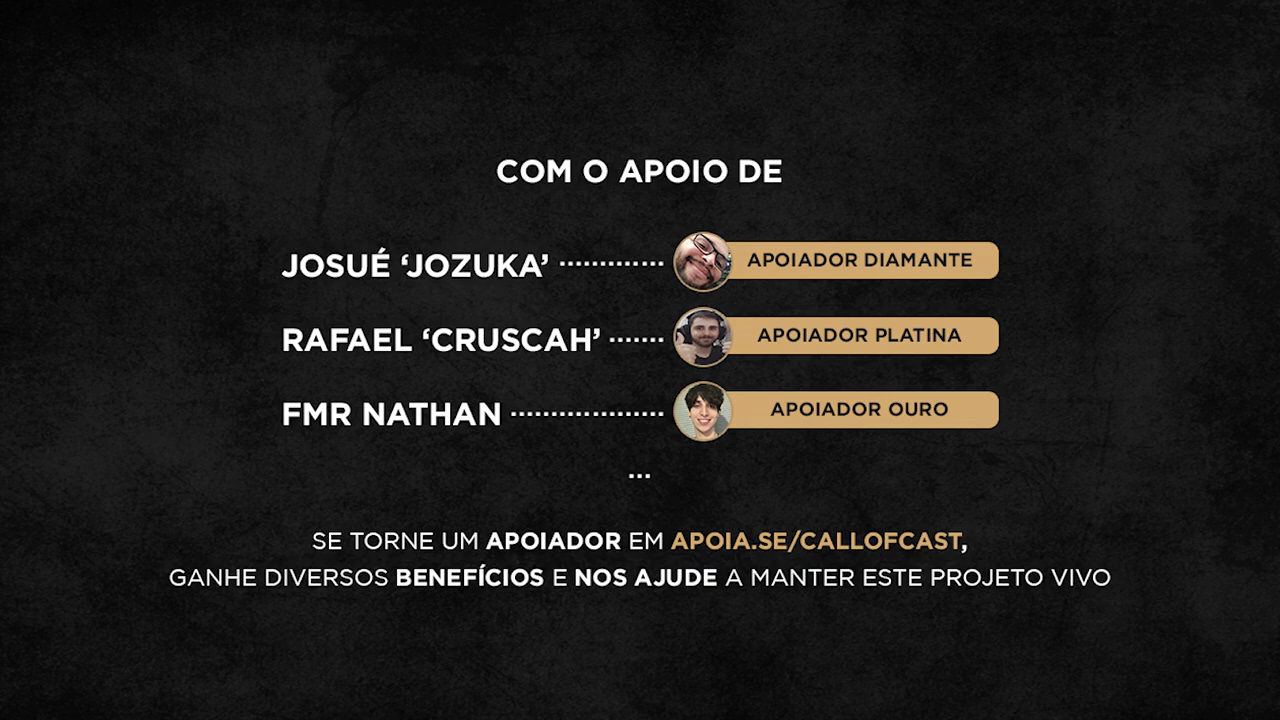 COM O APOIO DE
JOSUÉ ‘JOZUKA’ ............. APOIADOR DIAMANTE
RAFAEL ‘CRUSCAH’ ....... APOIADOR PLATINA
FMR NATHAN ................... APOIADOR OURO
...
SE TORNE UM APOIADOR EM APOIA.SE/CALLOFCAST,
GANHE DIVERSOS BENEFÍCIOS E NOS AJUDE A MANTER ESTE PROJETO VIVO